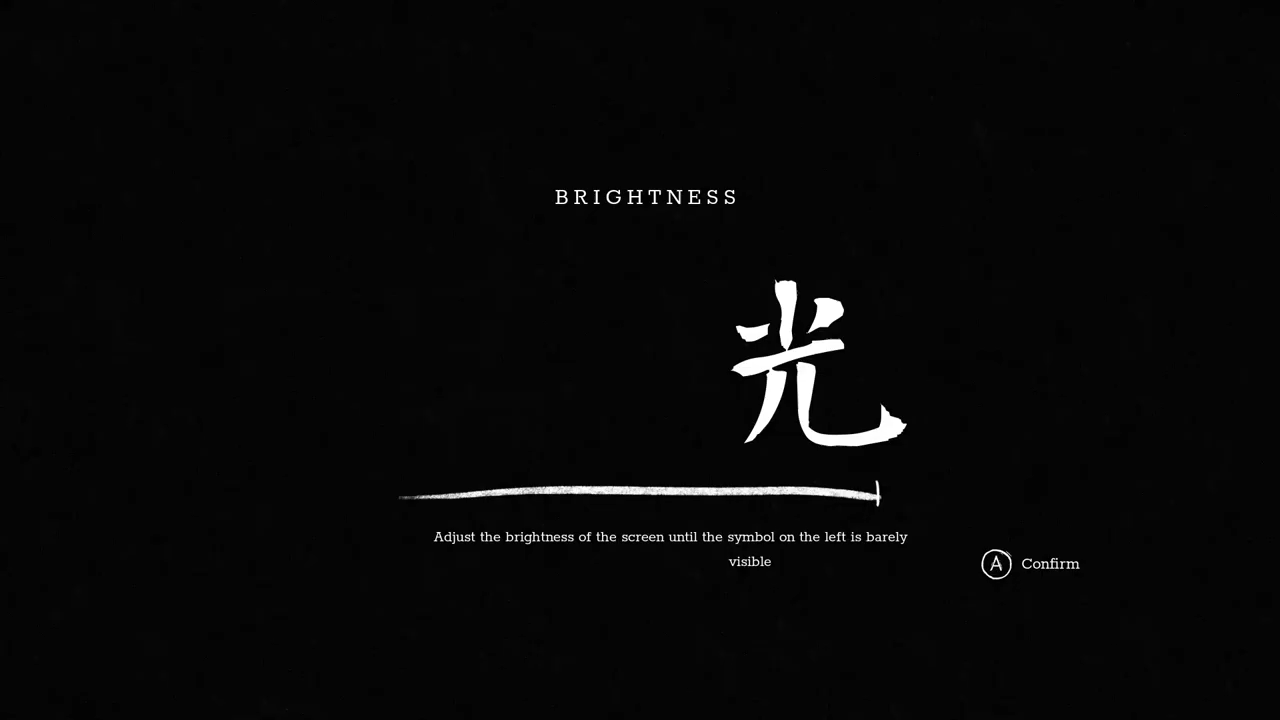 BRIGHTNESS
光
Adjust the brightness of the screen until the symbol on the left is barely
visible
A Confirm